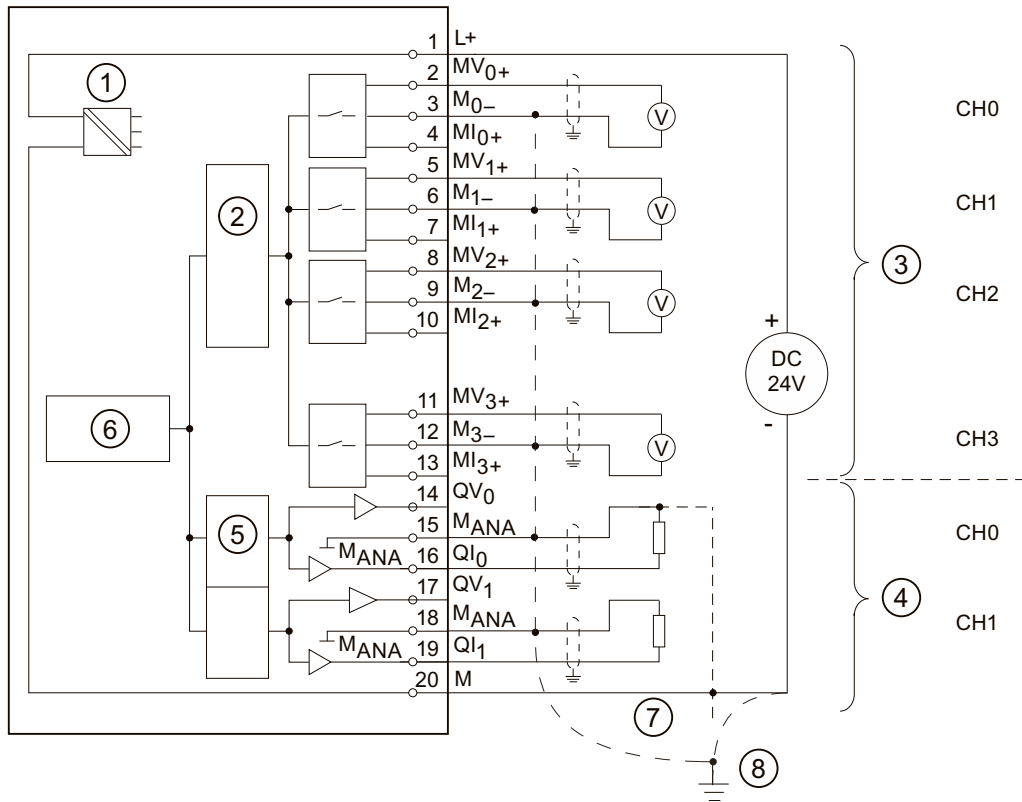 1 L+
①
2 MV0+
3 M0–
V
CH0
4 MI0+
5 MV1+
②
6 M1–
V
CH1
7 MI1+
8 MV2+
③
9 M2–
V
CH2
10 MI2+
+
DC
24V
-
⑥
11 MV3+
12 M3–
V
CH3
13 MI3+
14 QV0
⑤
15 MANA
MANA
16 QI0
CH0
17 QV1
④
18 MANA
MANA
19 QI1
CH1
20 M
⑦
⑧